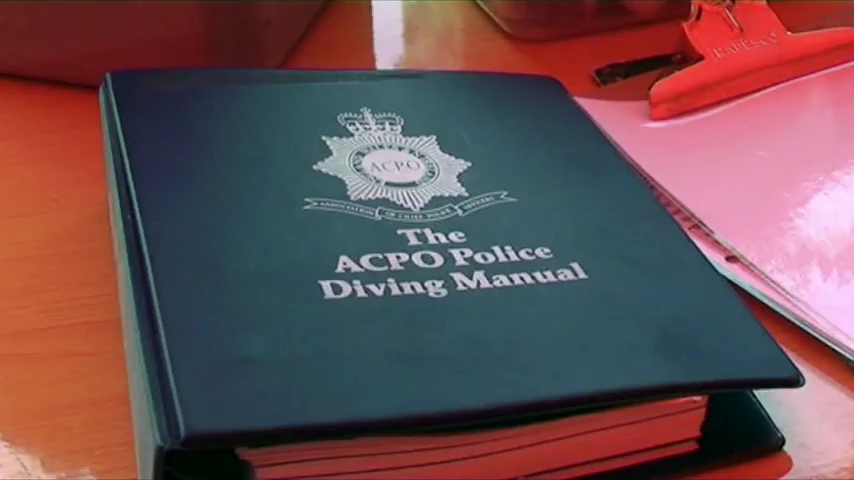 ACPO
ASSOCIATION OF CHIEF POLICE OFFICERS
The
ACPO Police
Diving Manual